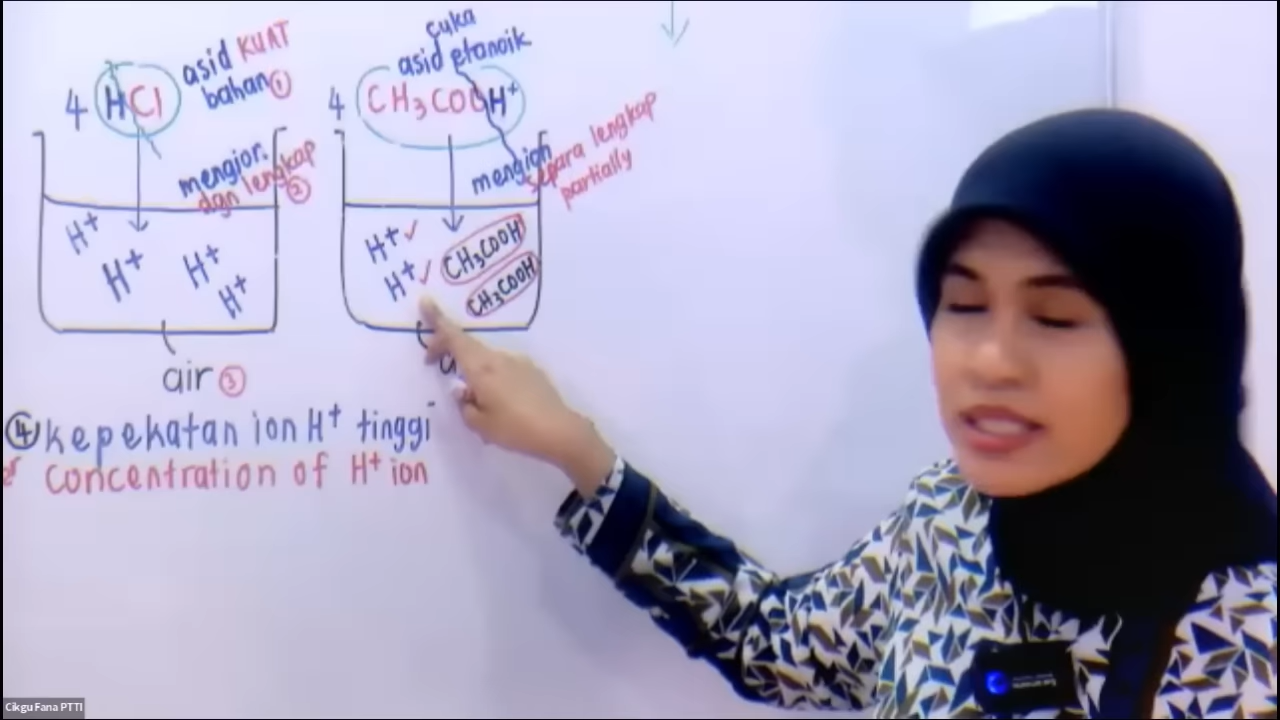 4 HCl
asid KUAT
bahan ①
mengion
dgn lengkap ②
H⁺
H⁺
H⁺
H⁺
air ③
cuka
asid etanoik
4 CH₃COOH⁺
mengion
separa lengkap
partially
H⁺ ✓
H⁺ ✓
CH₃COOH
CH₃COOH
④ kepekatan ion H⁺ tinggi
concentration of H⁺ ion
Cikgu Fana PTTI